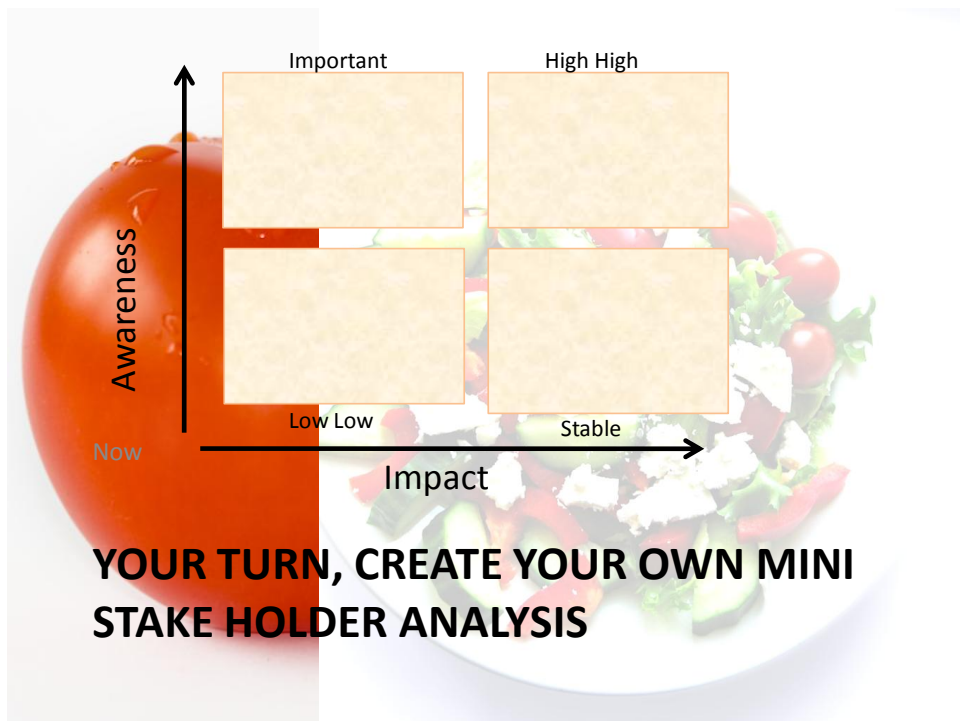 Important
High High
Awareness
Low Low
Stable
Now
Impact
YOUR TURN, CREATE YOUR OWN MINI
STAKE HOLDER ANALYSIS